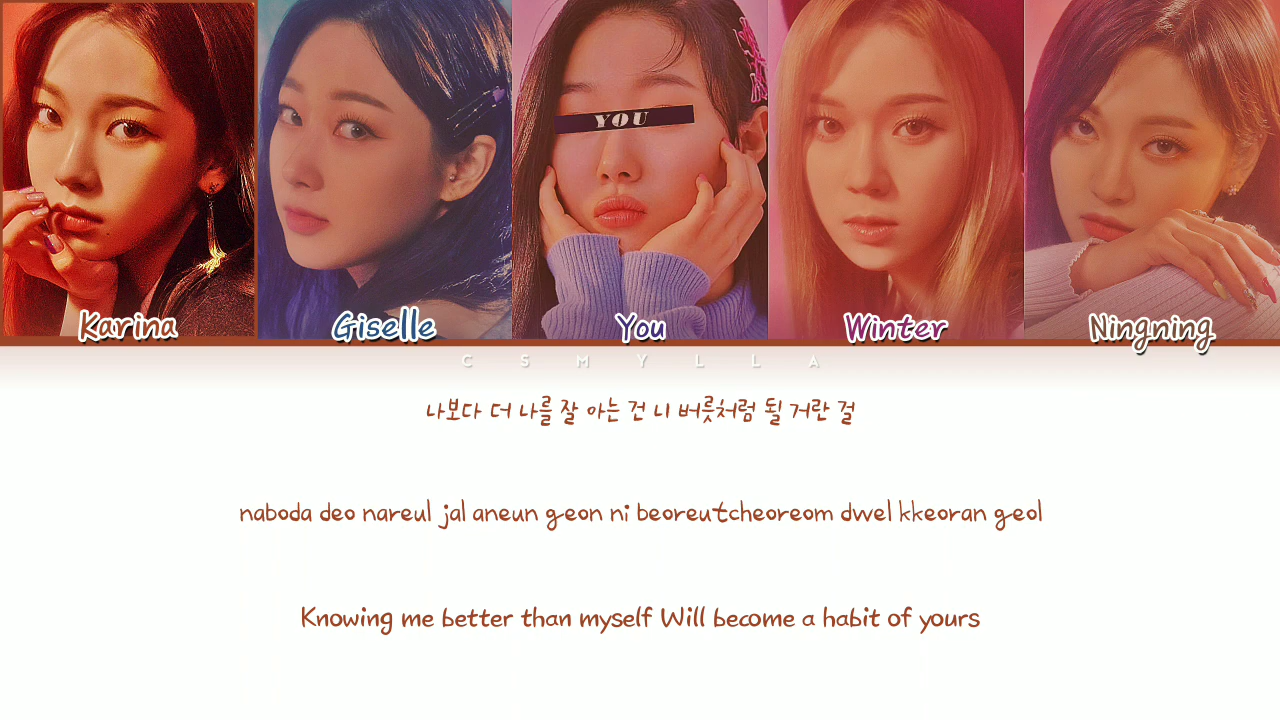 YOU
Karina
Giselle
You
Winter
Ningning
CSMYLLA
나보다 더 나를 잘 아는 건 니 버릇처럼 될 거란 걸
naboda deo nareul jal aneun geon ni beoreutcheoreom dwel kkeoran geol
Knowing me better than myself Will become a habit of yours